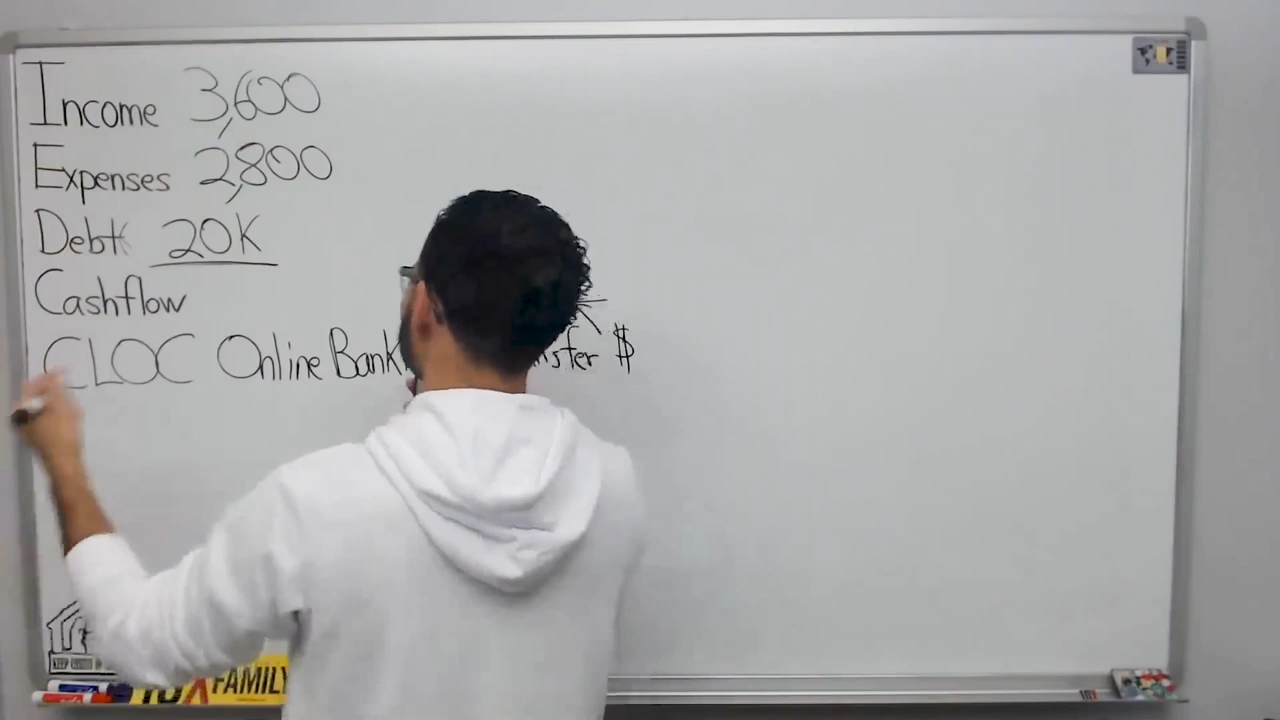 Income 3,600
Expenses 2,800
Debt 20K
Cashflow
CLOC Online Bank $
FAMILY